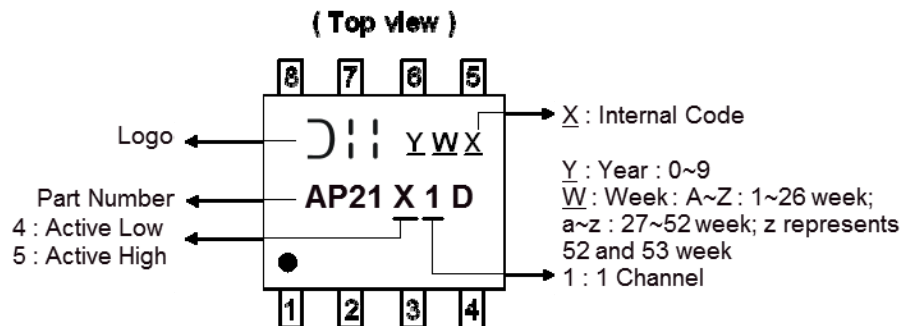 ( Top view )
8 7 6 5
Logo
Y W X
X : Internal Code
Part Number
AP21 X 1 D
4 : Active Low
5 : Active High
Y : Year : 0~9
W : Week : A~Z : 1~26 week;
a~z : 27~52 week; z represents
52 and 53 week
1 : 1 Channel
1 2 3 4